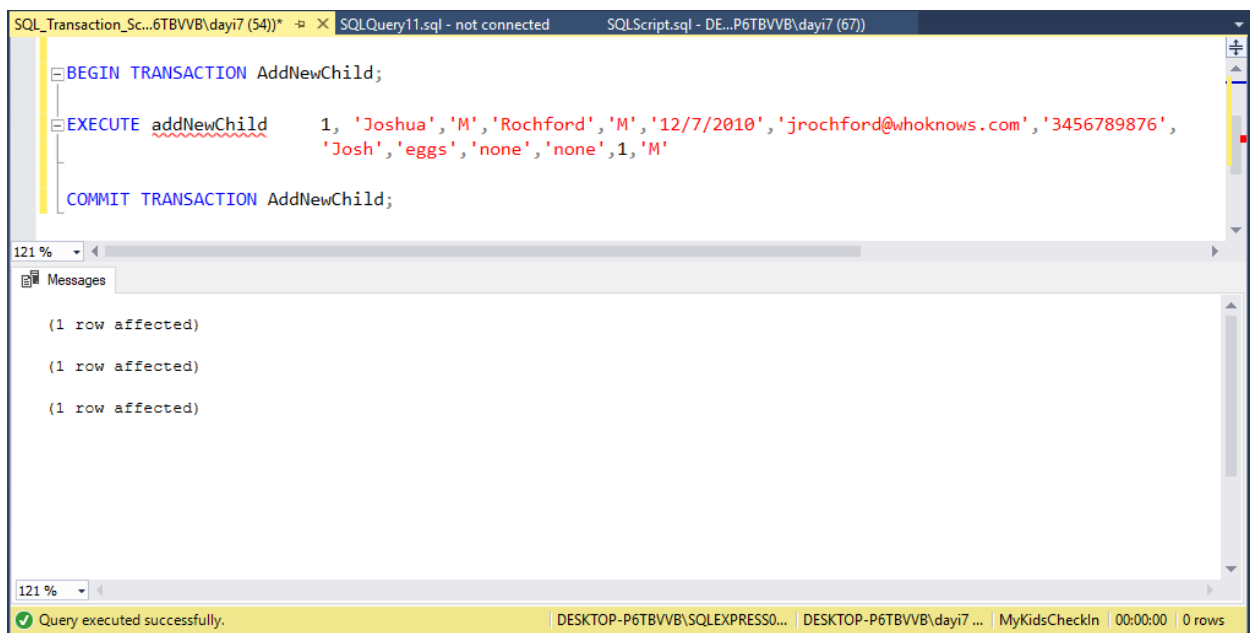 SQL_Transaction_Sc...6TBVVB\dayi7 (54))* SQLQuery11.sql - not connected SQLScript.sql - DE...P6TBVVB\dayi7 (67))
BEGIN TRANSACTION AddNewChild;
EXECUTE addNewChild 1, 'Joshua','M','Rochford','M','12/7/2010','jrochford@whoknows.com','3456789876',
'Josh','eggs','none','none',1,'M'
COMMIT TRANSACTION AddNewChild;
121 %
Messages
(1 row affected)
(1 row affected)
(1 row affected)
121 %
Query executed successfully. DESKTOP-P6TBVVB\SQLEXPRESS0... DESKTOP-P6TBVVB\dayi7 ... MyKidsCheckIn 00:00:00 0 rows